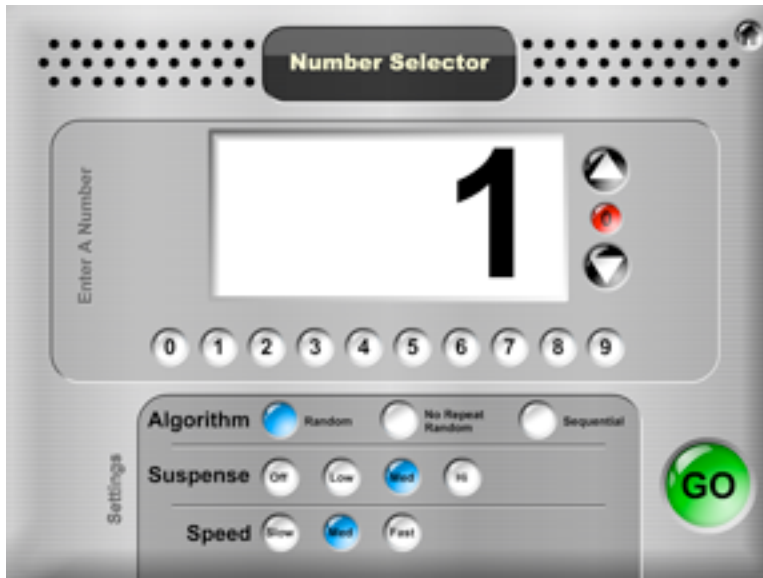 Number Selector
Enter A Number
1
0
0 1 2 3 4 5 6 7 8 9
Algorithm Random No Repeat Random Sequential
Suspense Off Low Med Hi
Speed Slow Med Fast
Settings
GO